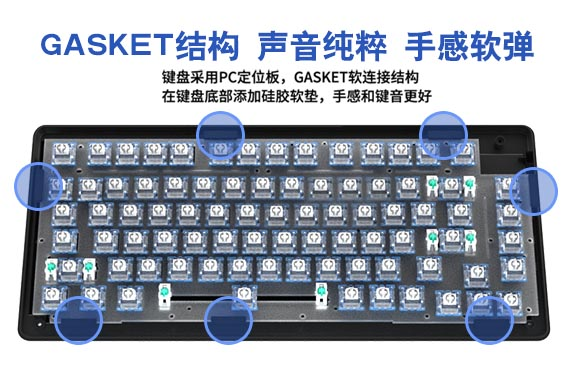 GASKET结构 声音纯粹 手感软弹
键盘采用PC定位板，GASKET软连接结构
在键盘底部添加硅胶软垫，手感和键音更好